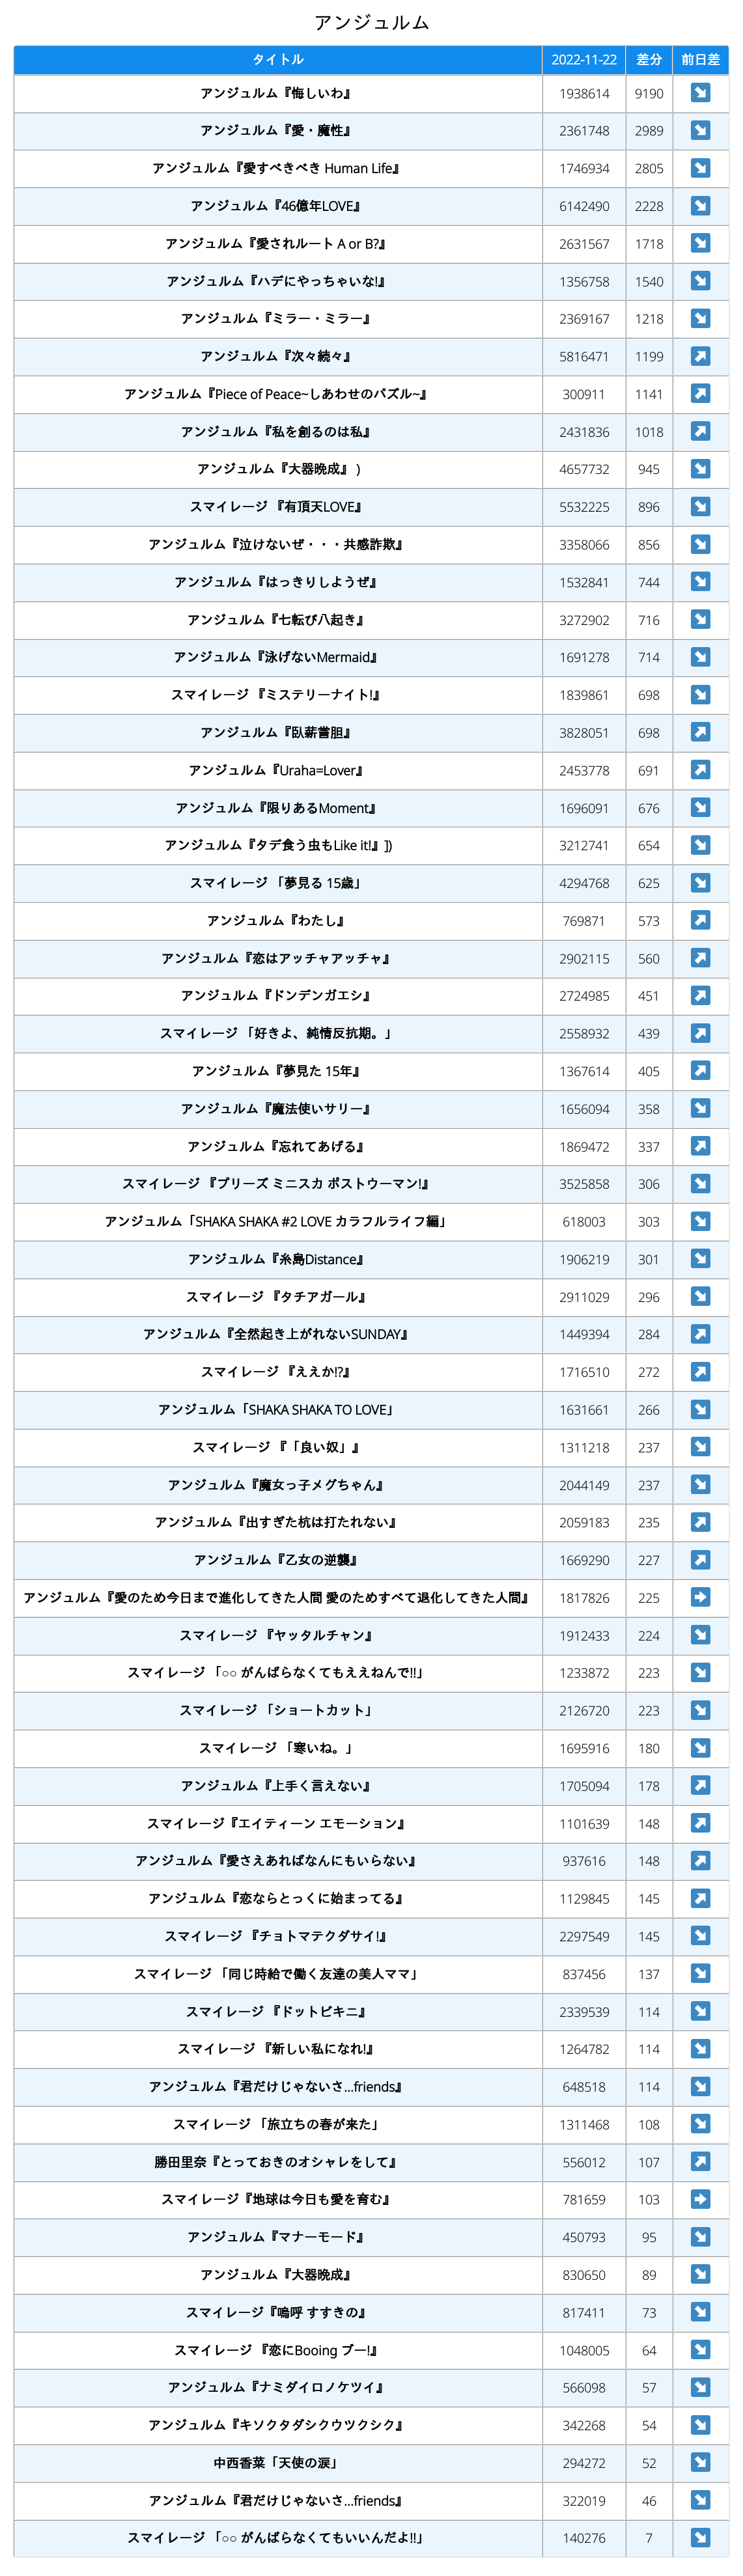 アンジュルム
タイトル 2022-11-22 差分 前日差
アンジュルム『悔しいわ』 1938614 9190 ↘
アンジュルム『愛・魔性』 2361748 2989 ↘
アンジュルム『愛すべきべき Human Life』 1746934 2805 ↘
アンジュルム『46億年LOVE』 6142490 2228 ↘
アンジュルム『愛されルート A or B?』 2631567 1718 ↘
アンジュルム『ハデにやっちゃいな!』 1356758 1540 ↘
アンジュルム『ミラー・ミラー』 2369167 1218 ↘
アンジュルム『次々続々』 5816471 1199 ↗
アンジュルム『Piece of Peace~しあわせのパズル~』 300911 1141 ↗
アンジュルム『私を創るのは私』 2431836 1018 ↗
アンジュルム『大器晩成』 ) 4657732 945 ↘
スマイレージ 『有頂天LOVE』 5532225 896 ↘
アンジュルム『泣けないぜ・・・共感詐欺』 3358066 856 ↘
アンジュルム『はっきりしようぜ』 1532841 744 ↘
アンジュルム『七転び八起き』 3272902 716 ↘
アンジュルム『泳げないMermaid』 1691278 714 ↘
スマイレージ 『ミステリーナイト!』 1839861 698 ↘
アンジュルム『臥薪嘗胆』 3828051 698 ↗
アンジュルム『Uraha=Lover』 2453778 691 ↗
アンジュルム『限りあるMoment』 1696091 676 ↘
アンジュルム『タデ食う虫もLike it!』]) 3212741 654 ↘
スマイレージ 「夢見る 15歳」 4294768 625 ↘
アンジュルム『わたし』 769871 573 ↗
アンジュルム『恋はアッチャアッチャ』 2902115 560 ↗
アンジュルム『ドンデンガエシ』 2724985 451 ↗
スマイレージ 「好きよ、純情反抗期。」 2558932 439 ↗
アンジュルム『夢見た 15年』 1367614 405 ↗
アンジュルム『魔法使いサリー』 1656094 358 ↘
アンジュルム『忘れてあげる』 1869472 337 ↗
スマイレージ 『プリーズ ミニスカ ポストウーマン!』 3525858 306 ↘
アンジュルム「SHAKA SHAKA #2 LOVE カラフルライフ編」 618003 303 ↘
アンジュルム『糸島Distance』 1906219 301 ↘
スマイレージ 『タチアガール』 2911029 296 ↘
アンジュルム『全然起き上がれないSUNDAY』 1449394 284 ↗
スマイレージ 『ええか!?』 1716510 272 ↗
アンジュルム「SHAKA SHAKA TO LOVE」 1631661 266 ↘
スマイレージ 『「良い奴」』 1311218 237 ↘
アンジュルム『魔女っ子メグちゃん』 2044149 237 ↘
アンジュルム『出すぎた杭は打たれない』 2059183 235 ↗
アンジュルム『乙女の逆襲』 1669290 227 ↗
アンジュルム『愛のため今日まで進化してきた人間 愛のためすべて退化してきた人間』 1817826 225 →
スマイレージ 『ヤッタルチャン』 1912433 224 ↘
スマイレージ 「○○ がんばらなくてもええねんで!!」 1233872 223 ↘
スマイレージ 「ショートカット」 2126720 223 ↘
スマイレージ 「寒いね。」 1695916 180 ↘
アンジュルム『上手く言えない』 1705094 178 ↗
スマイレージ『エイティーン エモーション』 1101639 148 ↗
アンジュルム『愛さえあればなんにもいらない』 937616 148 ↗
アンジュルム『恋ならとっくに始まってる』 1129845 145 ↗
スマイレージ 『チョトマテクダサイ!』 2297549 145 ↘
スマイレージ 「同じ時給で働く友達の美人ママ」 837456 137 ↘
スマイレージ 『ドットビキニ』 2339539 114 ↘
スマイレージ 『新しい私になれ!』 1264782 114 ↘
アンジュルム『君だけじゃないさ...friends』 648518 114 ↘
スマイレージ 「旅立ちの春が来た」 1311468 108 ↘
勝田里奈『とっておきのオシャレをして』 556012 107 ↗
スマイレージ『地球は今日も愛を育む』 781659 103 →
アンジュルム『マナーモード』 450793 95 ↘
アンジュルム『大器晩成』 830650 89 ↘
スマイレージ『嗚呼 すすきの』 817411 73 ↘
スマイレージ 『恋にBooing ブー!』 1048005 64 ↘
アンジュルム『ナミダイロノケツイ』 566098 57 ↘
アンジュルム『キソクタダシクウツクシク』 342268 54 ↘
中西香菜「天使の涙」 294272 52 ↘
アンジュルム『君だけじゃないさ...friends』 322019 46 ↘
スマイレージ 「○○ がんばらなくてもいいんだよ!!」 140276 7 ↘